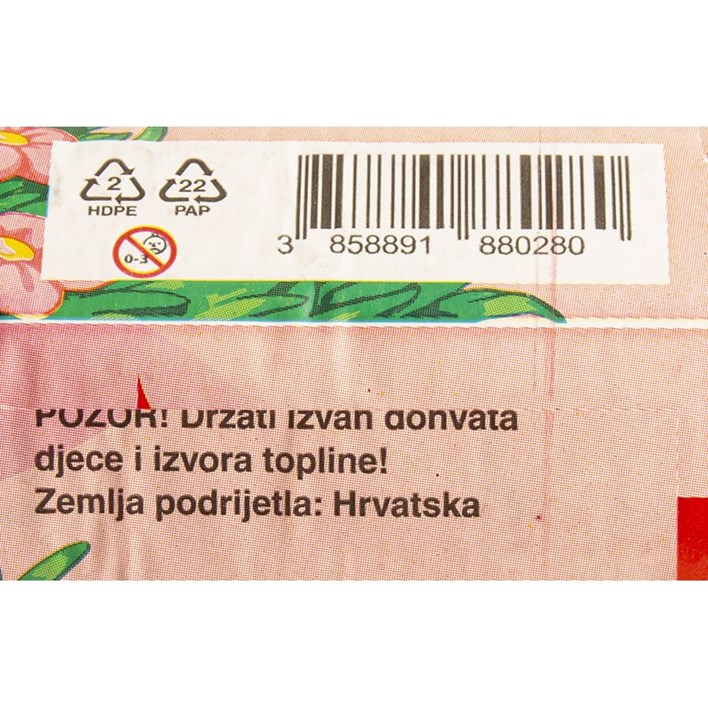 2
HDPE
22
PAP
0-3
3 858891 880280
POZOR! Držati izvan dohvata
djece i izvora topline!
Zemlja podrijetla: Hrvatska